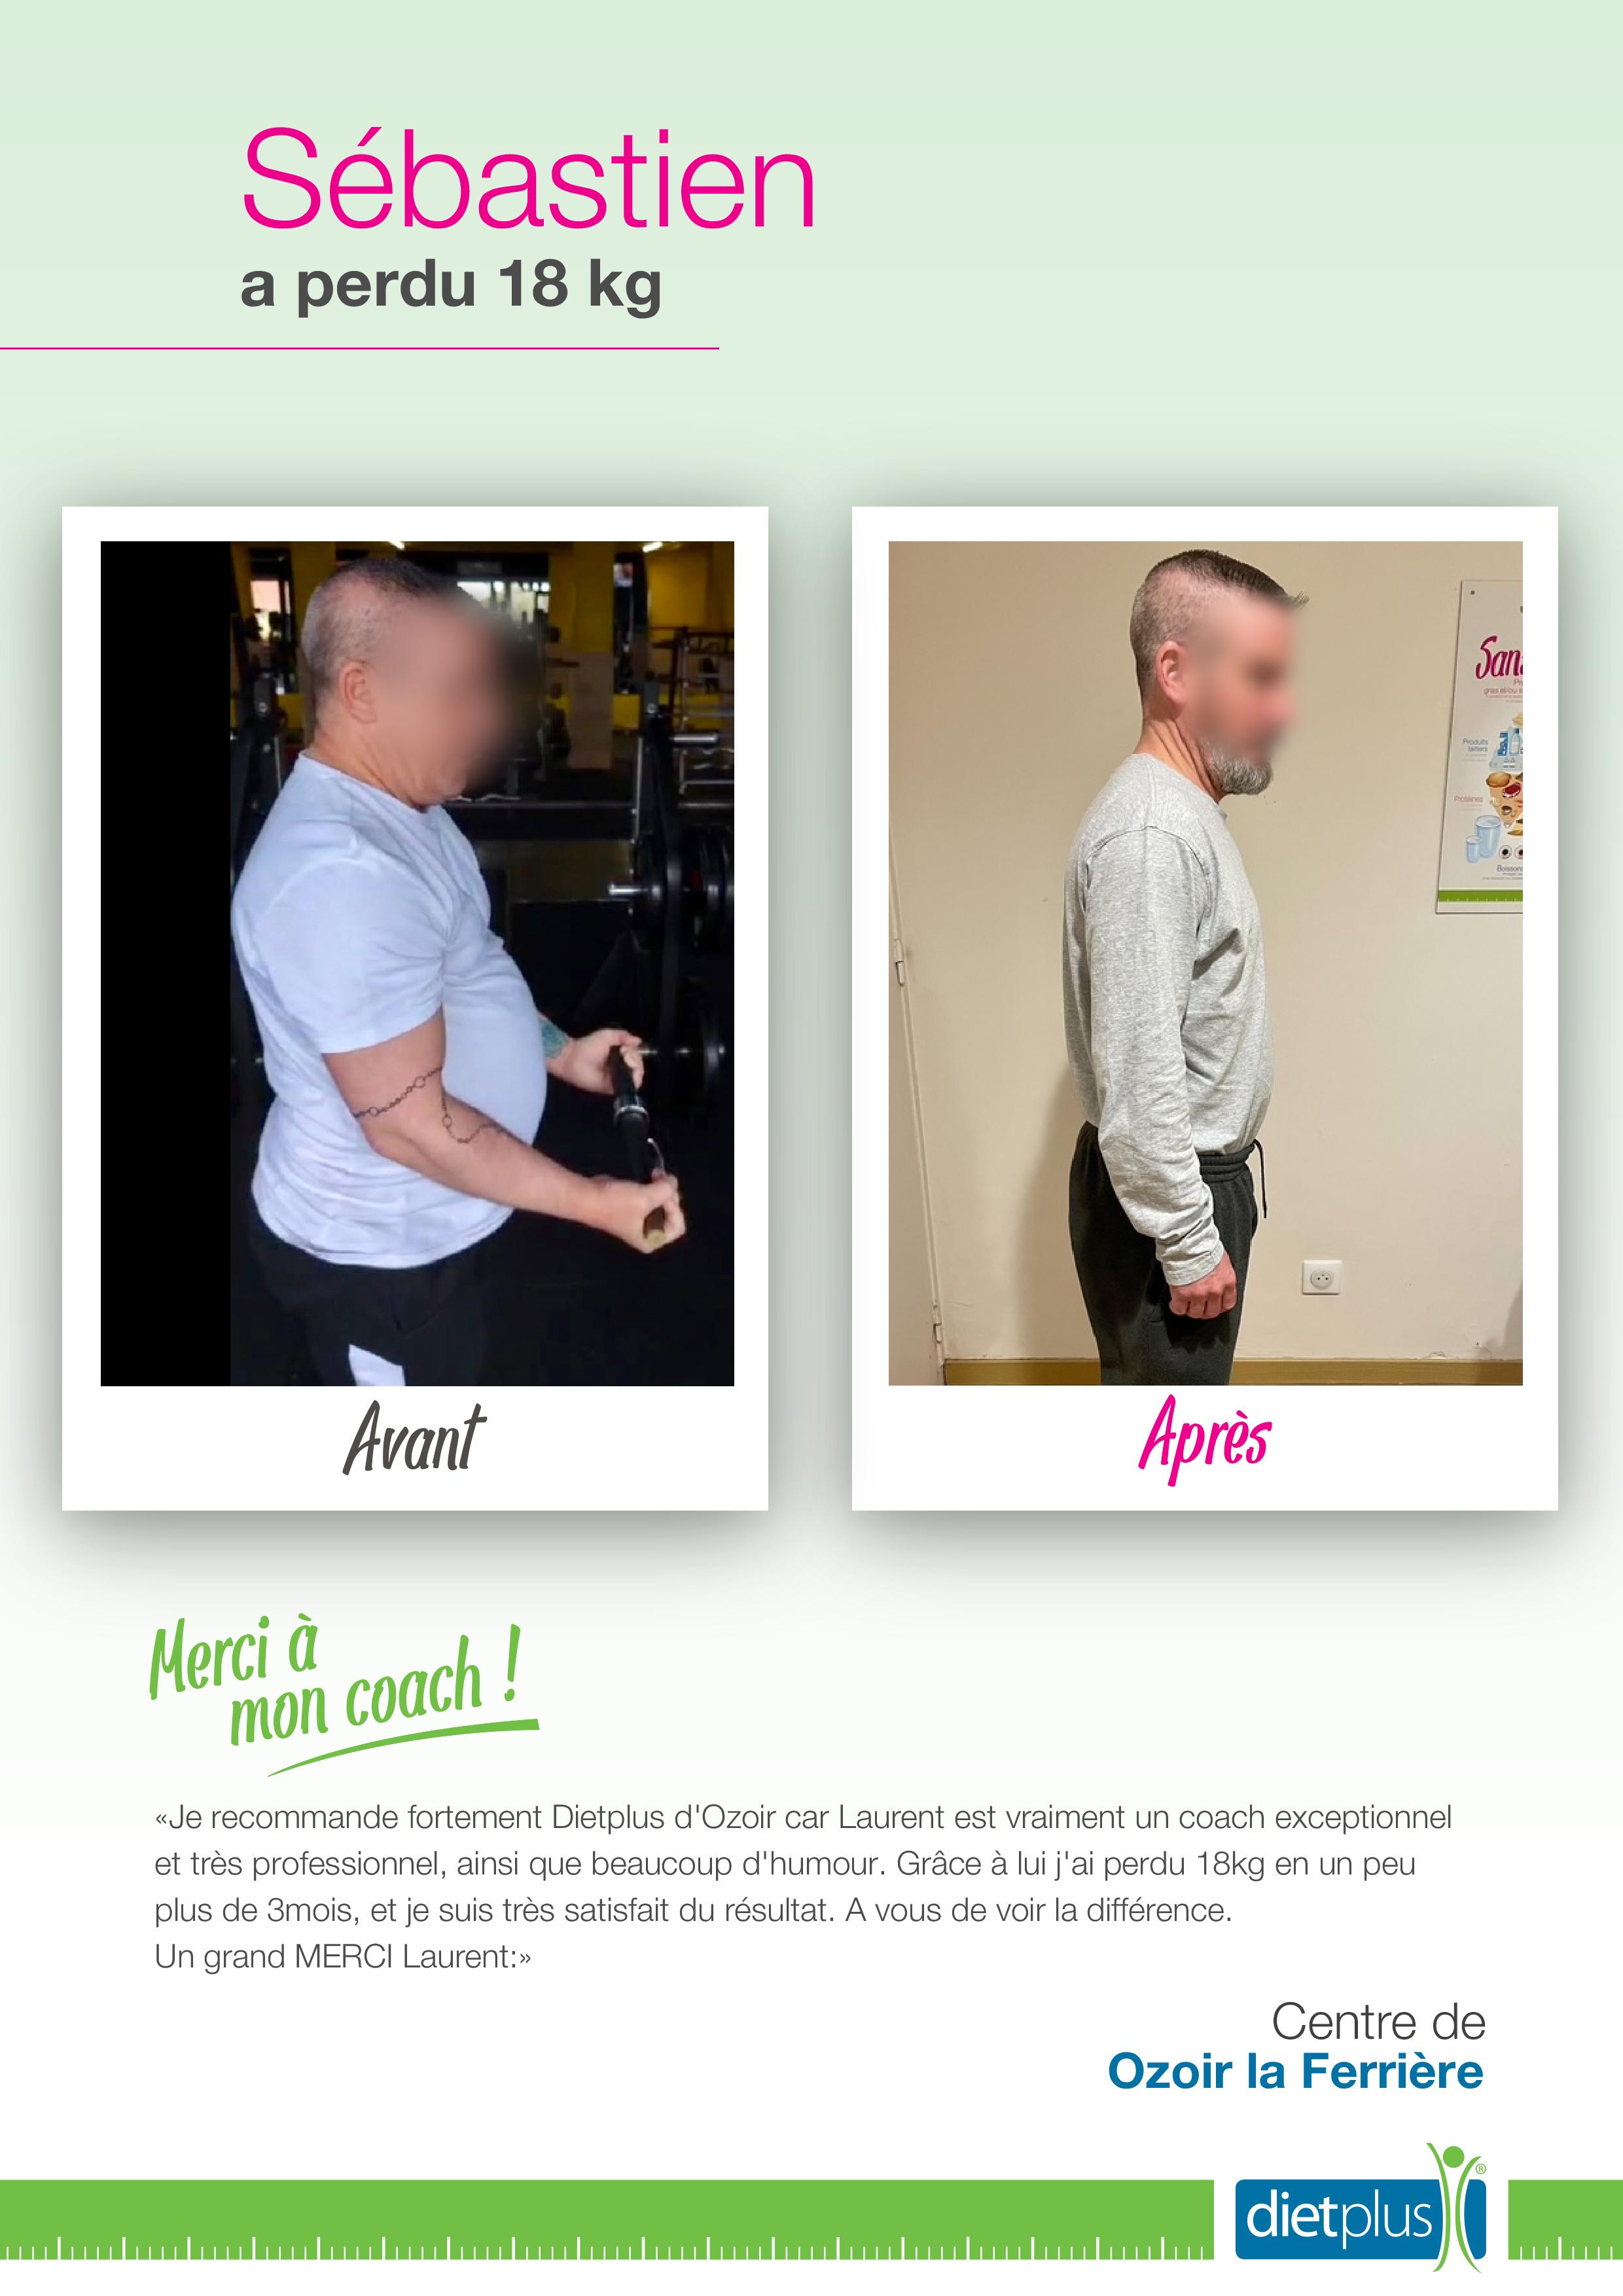 Sébastien
a perdu 18 kg
Produits
laitiers
Protéines
Avant
Après
Merci à
mon coach !
«Je recommande fortement Dietplus d'Ozoir car Laurent est vraiment un coach exceptionnel
et très professionnel, ainsi que beaucoup d'humour. Grâce à lui j'ai perdu 18kg en un peu
plus de 3mois, et je suis très satisfait du résultat. A vous de voir la différence.
Un grand MERCI Laurent:»
Centre de
Ozoir la Ferrière
dietplus®